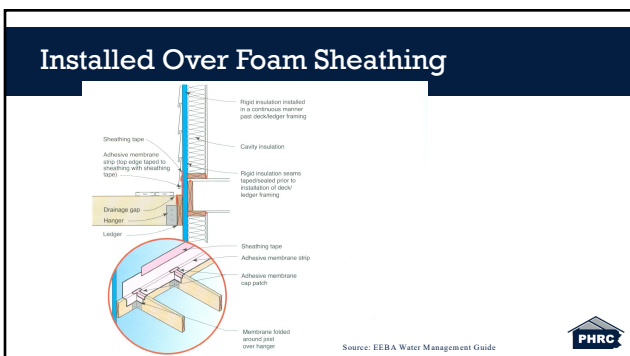 Installed Over Foam Sheathing
Rigid insulation installed
in a continuous manner
past deck/ledger framing
Sheathing tape
Cavity insulation
Adhesive membrane
strip (top edge taped to
sheathing with sheathing
tape)
Rigid insulation seams
taped/sealed prior to
installation of deck/
ledger framing
Drainage gap
Hanger
Ledger
Sheathing tape
Adhesive membrane strip
Adhesive membrane
cap patch
Membrane folded
around joist
over hanger
Source: EEBA Water Management Guide
PHRC